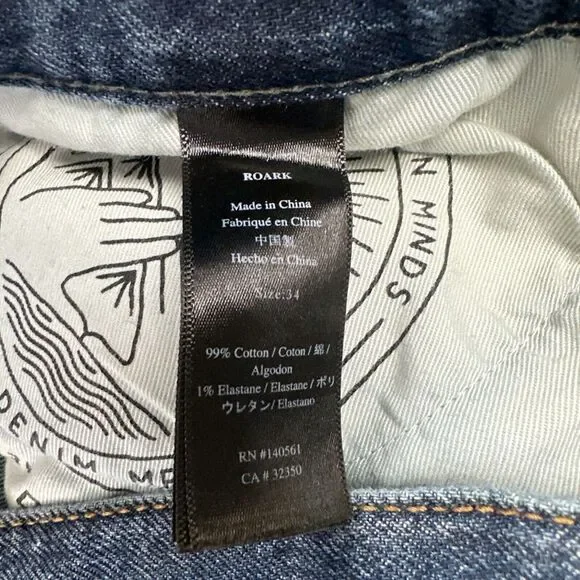 ROARK
Made in China
Fabriqué en Chine
中国製
Hecho en China
Size:34
99% Cotton / Coton / 綿 /
Algodon
1% Elastane / Elastane / ポリ
ウレタン / Elastano
RN #140561
CA # 32350
N MINDS
DENIM